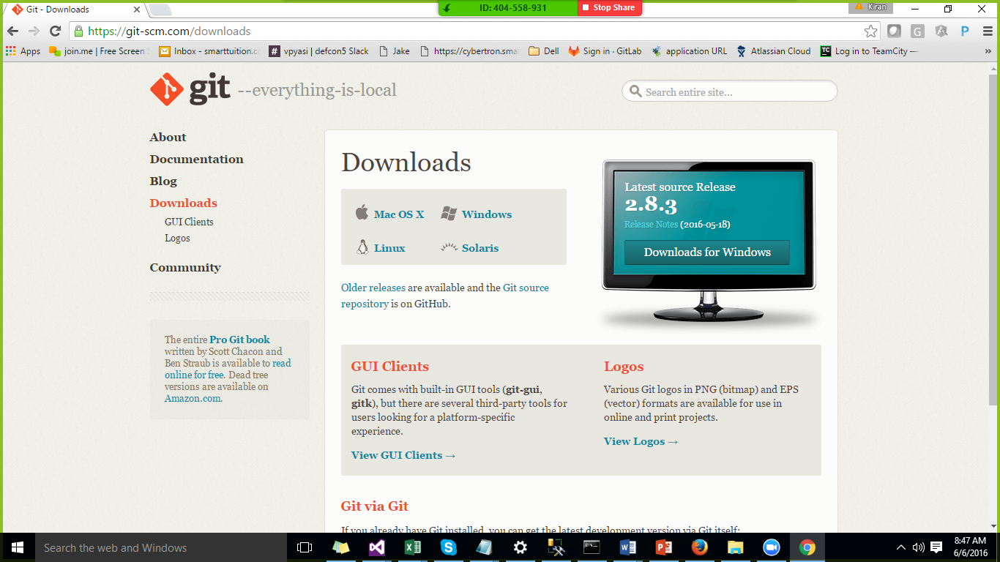 Git - Downloads
ID: 404-558-931
Stop Share
Kiran
https://git-scm.com/downloads
Apps
join.me | Free Screen
Inbox - smarttuition.c
vpyasi | defcon5 Slack
Jake
https://cybertron.sma
Dell
Sign in · GitLab
application URL
Atlassian Cloud
TC
Log in to TeamCity —
»
git --everything-is-local
Search entire site...
About
Documentation
Blog
Downloads
GUI Clients
Logos
Community
The entire Pro Git book
written by Scott Chacon and
Ben Straub is available to read
online for free. Dead tree
versions are available on
Amazon.com.
Downloads
Mac OS X
Windows
Linux
Solaris
Older releases are available and the Git source
repository is on GitHub.
Latest source Release
2.8.3
Release Notes (2016-05-18)
Downloads for Windows
GUI Clients
Git comes with built-in GUI tools (git-gui,
gitk), but there are several third-party tools for
users looking for a platform-specific
experience.
View GUI Clients →
Logos
Various Git logos in PNG (bitmap) and EPS
(vector) formats are available for use in
online and print projects.
View Logos →
Git via Git
If you already have Git installed, you can get the latest development version via Git itself:
Search the web and Windows
8:47 AM
6/6/2016